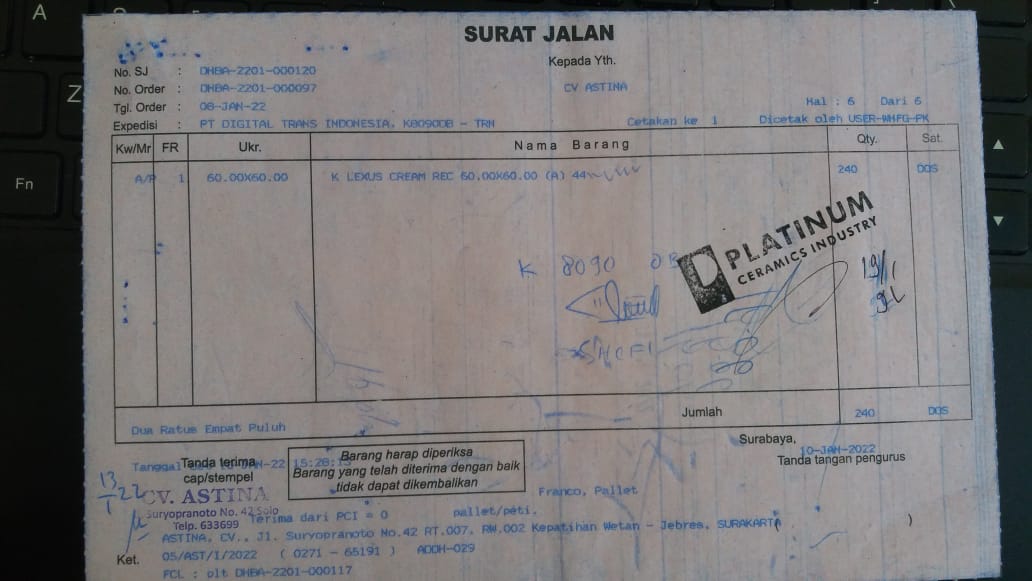 SURAT JALAN
Kepada Yth.
CV ASTINA
No. SJ : DHBA-2201-000120
No. Order : DHBA-2201-000097
Tgl. Order : 08-JAN-22
Hal : 6 Dari 6
Expedisi : PT DIGITAL TRANS INDONESIA, K8090DB - TRN
Cetakan ke 1 Dicetak oleh USER-WHFG-PK
Kw/Mr FR Ukr. Nama Barang Qty. Sat.
A/P 1 60.00X60.00 K LEXUS CREAM REC 60.00X60.00 (A) 44 240 DOS
PLATINUM
CERAMICS INDUSTRY
K 8090 DB
19/1
Jumlah 240 DOS
Dua Ratus Empat Puluh
Surabaya, 10-JAN-2022
Tanda tangan pengurus
Tanggal JAN-22 15:28:
Tanda terima
cap/stempel
Barang harap diperiksa
Barang yang telah diterima dengan baik
tidak dapat dikembalikan
13/1 22
CV. ASTINA
Suryopranoto No. 42 Solo
Telp. 633699
Franco, Pallet
Terima dari PCI = 0 pallet/peti.
ASTINA, CV., Jl. Suryopranoto No.42 RT.007, RW.002 Kepatihan Wetan - Jebres, SURAKARTA
( )
Ket. 05/AST/I/2022 ( 0271 - 65191 ) ADDH-029
FCL : plt DHBA-2201-000117